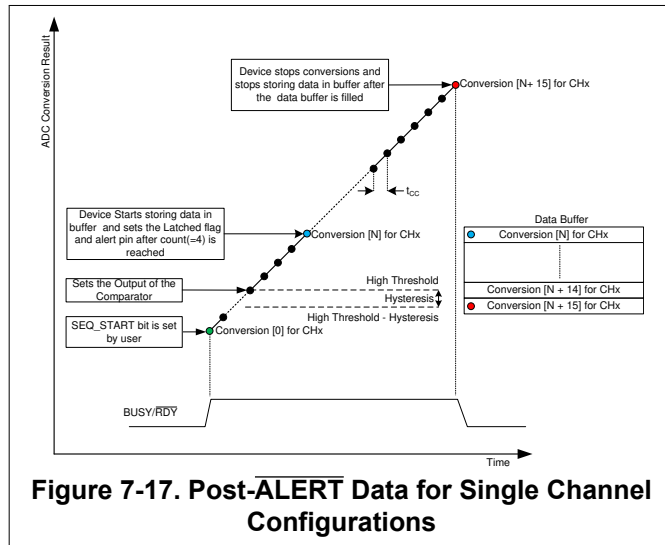 ADC Conversion Result
Device stops conversions and
stops storing data in buffer after
the data buffer is filled
Conversion [N+ 15] for CHx
tCC
Device Starts storing data in
buffer and sets the Latched flag
and alert pin after count(=4) is
reached
Conversion [N] for CHx
Data Buffer
Conversion [N] for CHx
Conversion [N + 14] for CHx
Conversion [N + 15] for CHx
Sets the Output of the
Comparator
High Threshold
Hysteresis
High Threshold - Hysteresis
SEQ_START bit is set
by user
Conversion [0] for CHx
BUSY/RDY
Time
Figure 7-17. Post-ALERT Data for Single Channel
Configurations